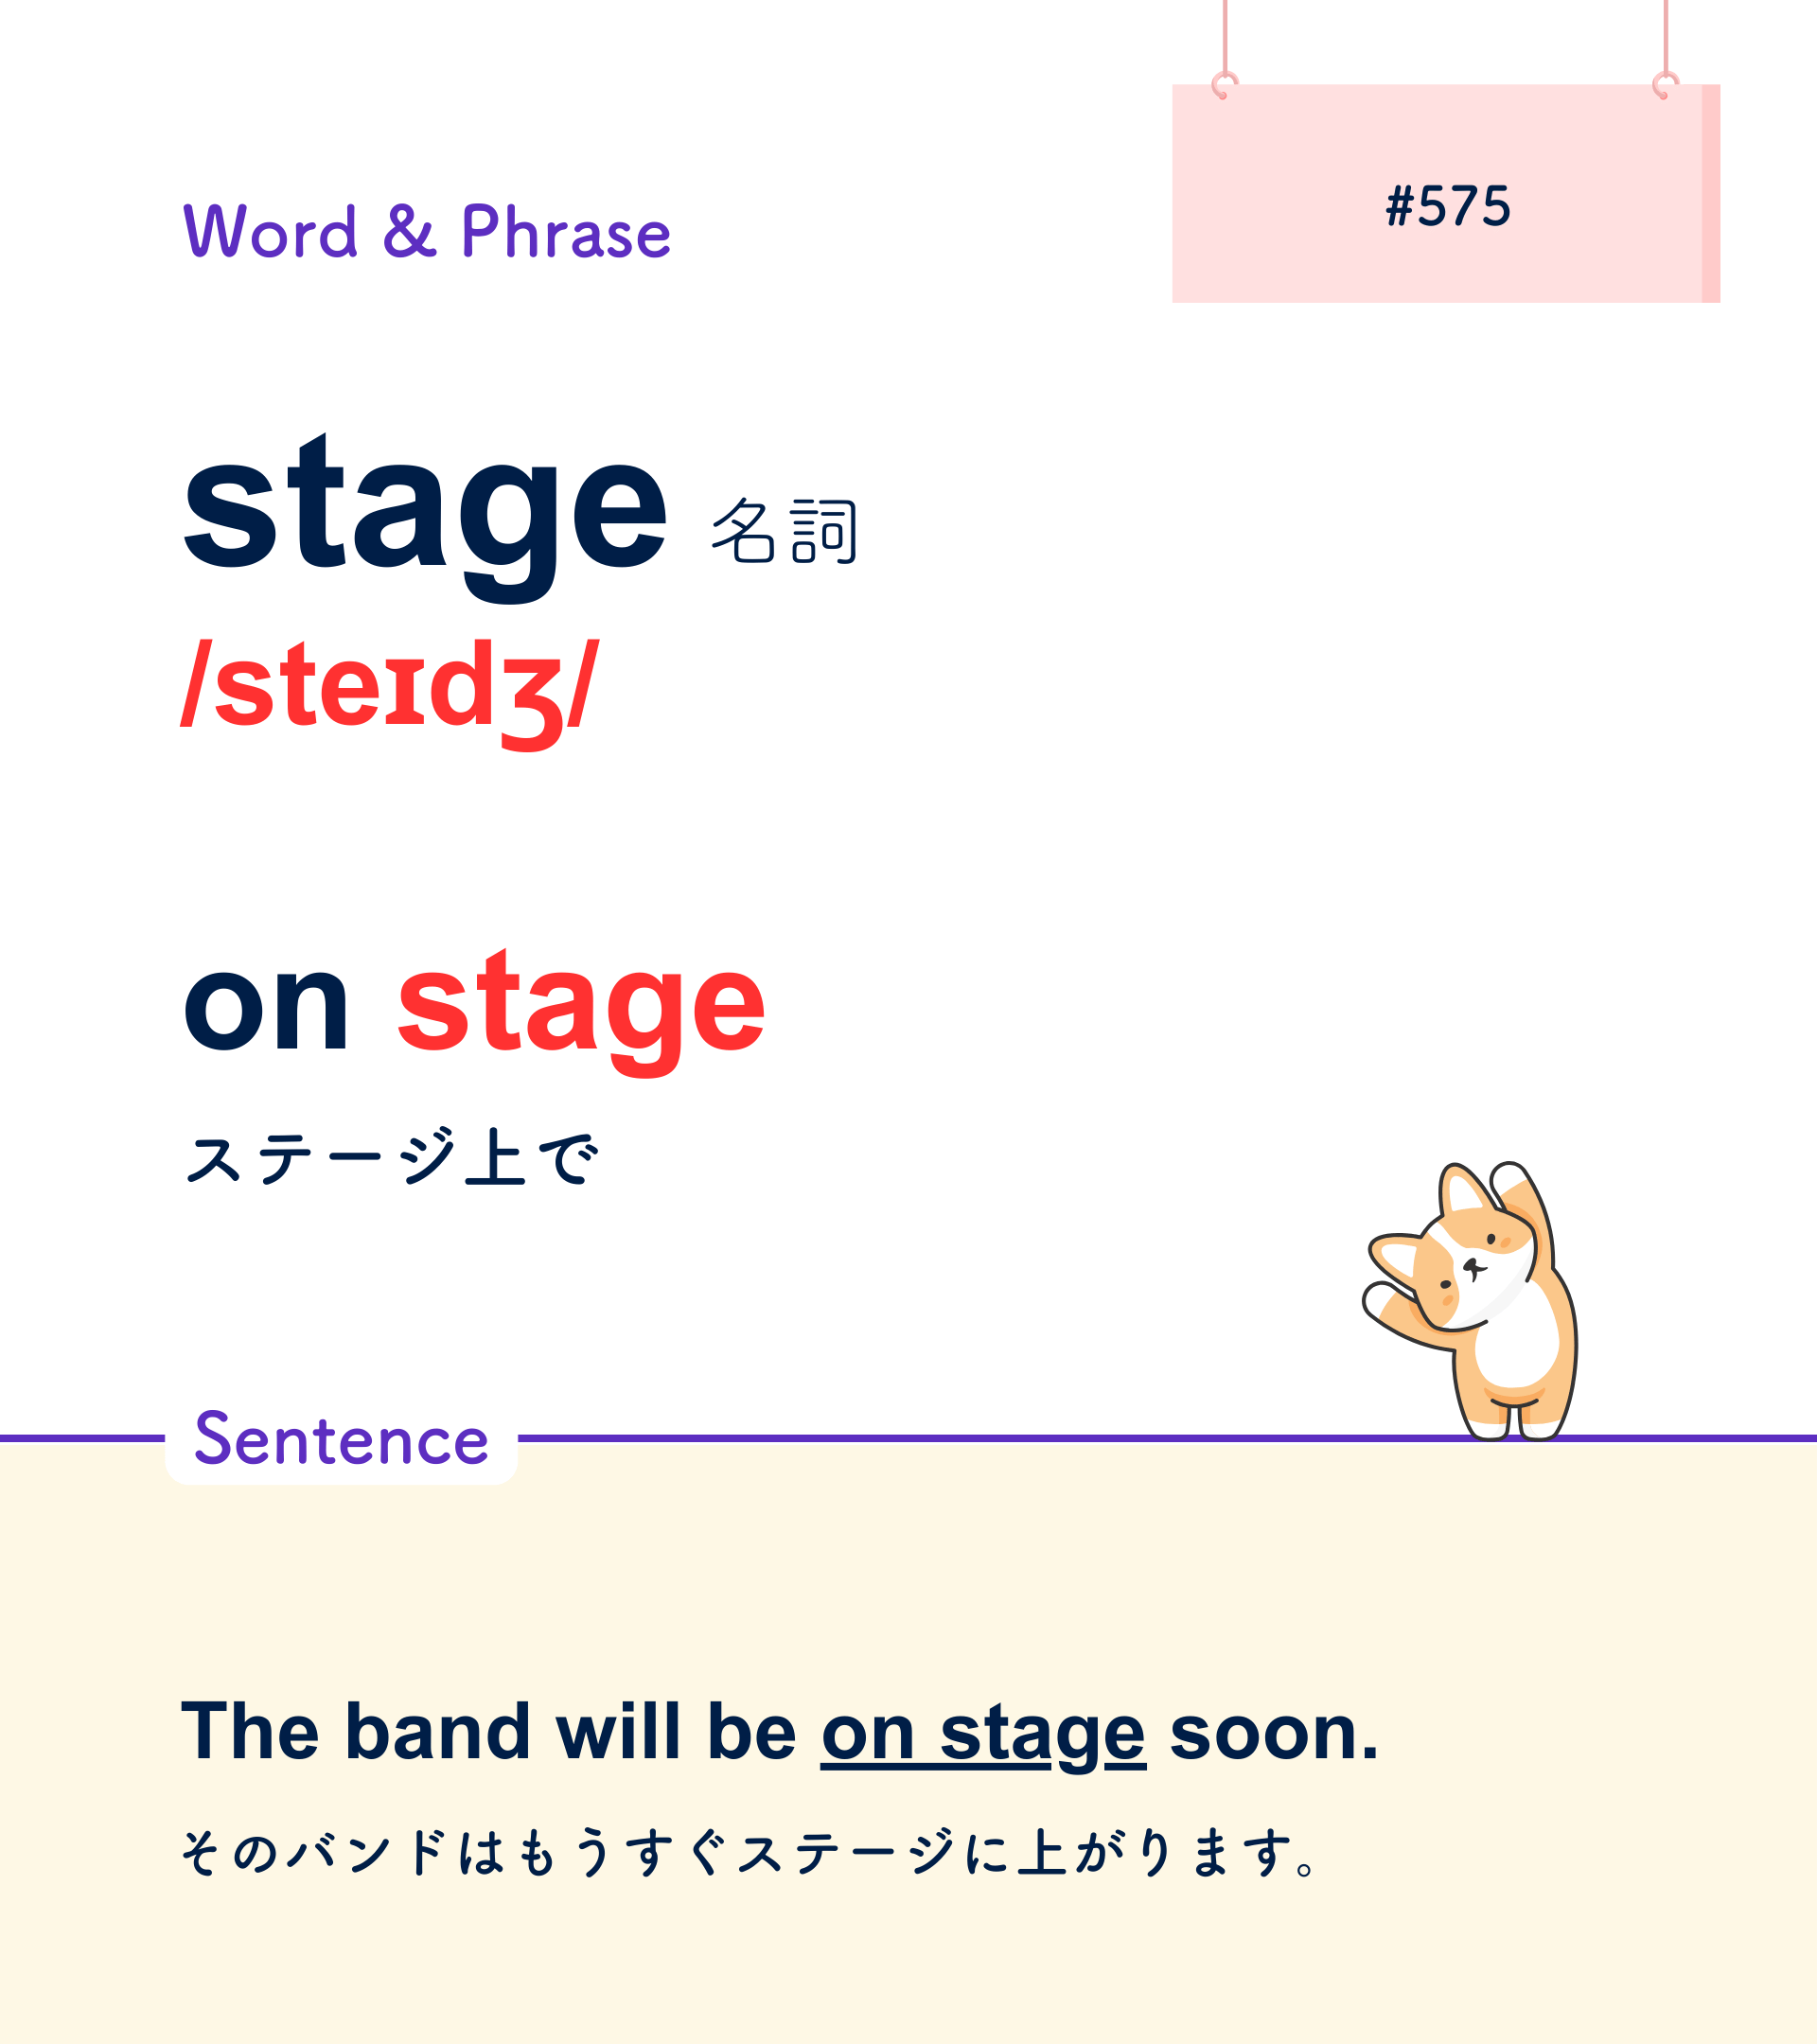 #575
Word & Phrase
stage 名詞
/steɪdʒ/
on stage
ステージ上で
Sentence
The band will be on stage soon.
そのバンドはもうすぐステージに上がります。